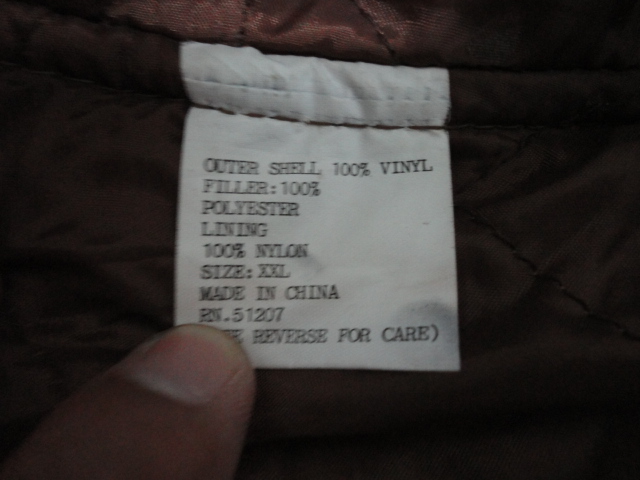 OUTER SHELL 100% VINYL
FILLER:100%
POLYESTER
LINING
100% NYLON
SIZE:XXL
MADE IN CHINA
RN.51207
REVERSE FOR CARE)